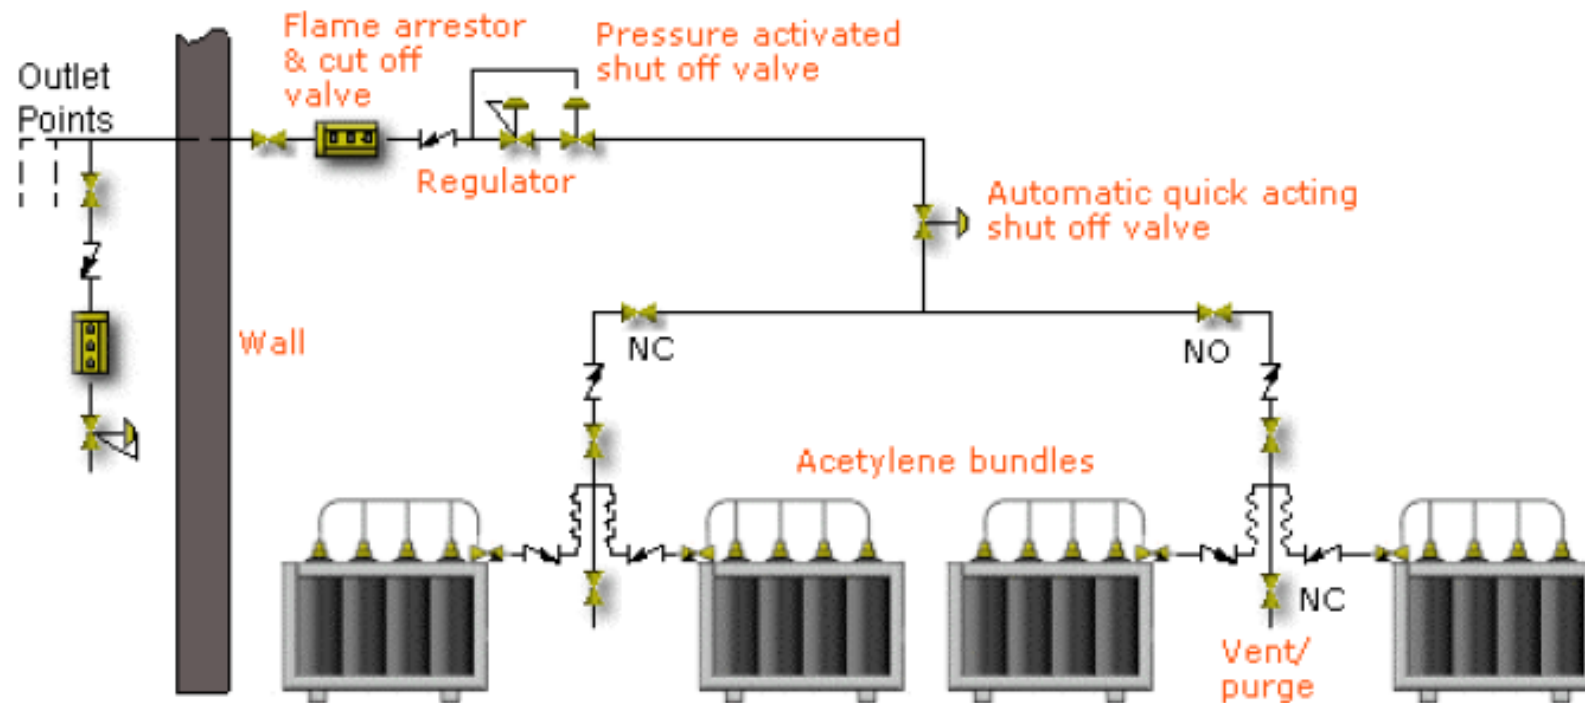 Flame arrestor
& cut off
valve
Pressure activated
shut off valve
Outlet
Points
Regulator
Automatic quick acting
shut off valve
Wall
NC
NO
Acetylene bundles
NC
Vent/
purge